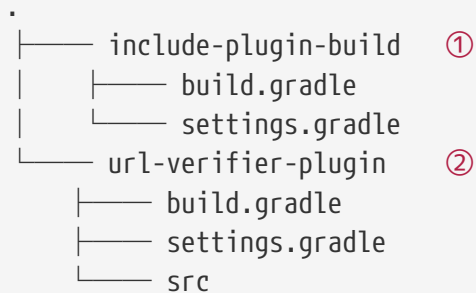 .
├── include-plugin-build ①
│   ├── build.gradle
│   └── settings.gradle
└── url-verifier-plugin ②
    ├── build.gradle
    ├── settings.gradle
    └── src